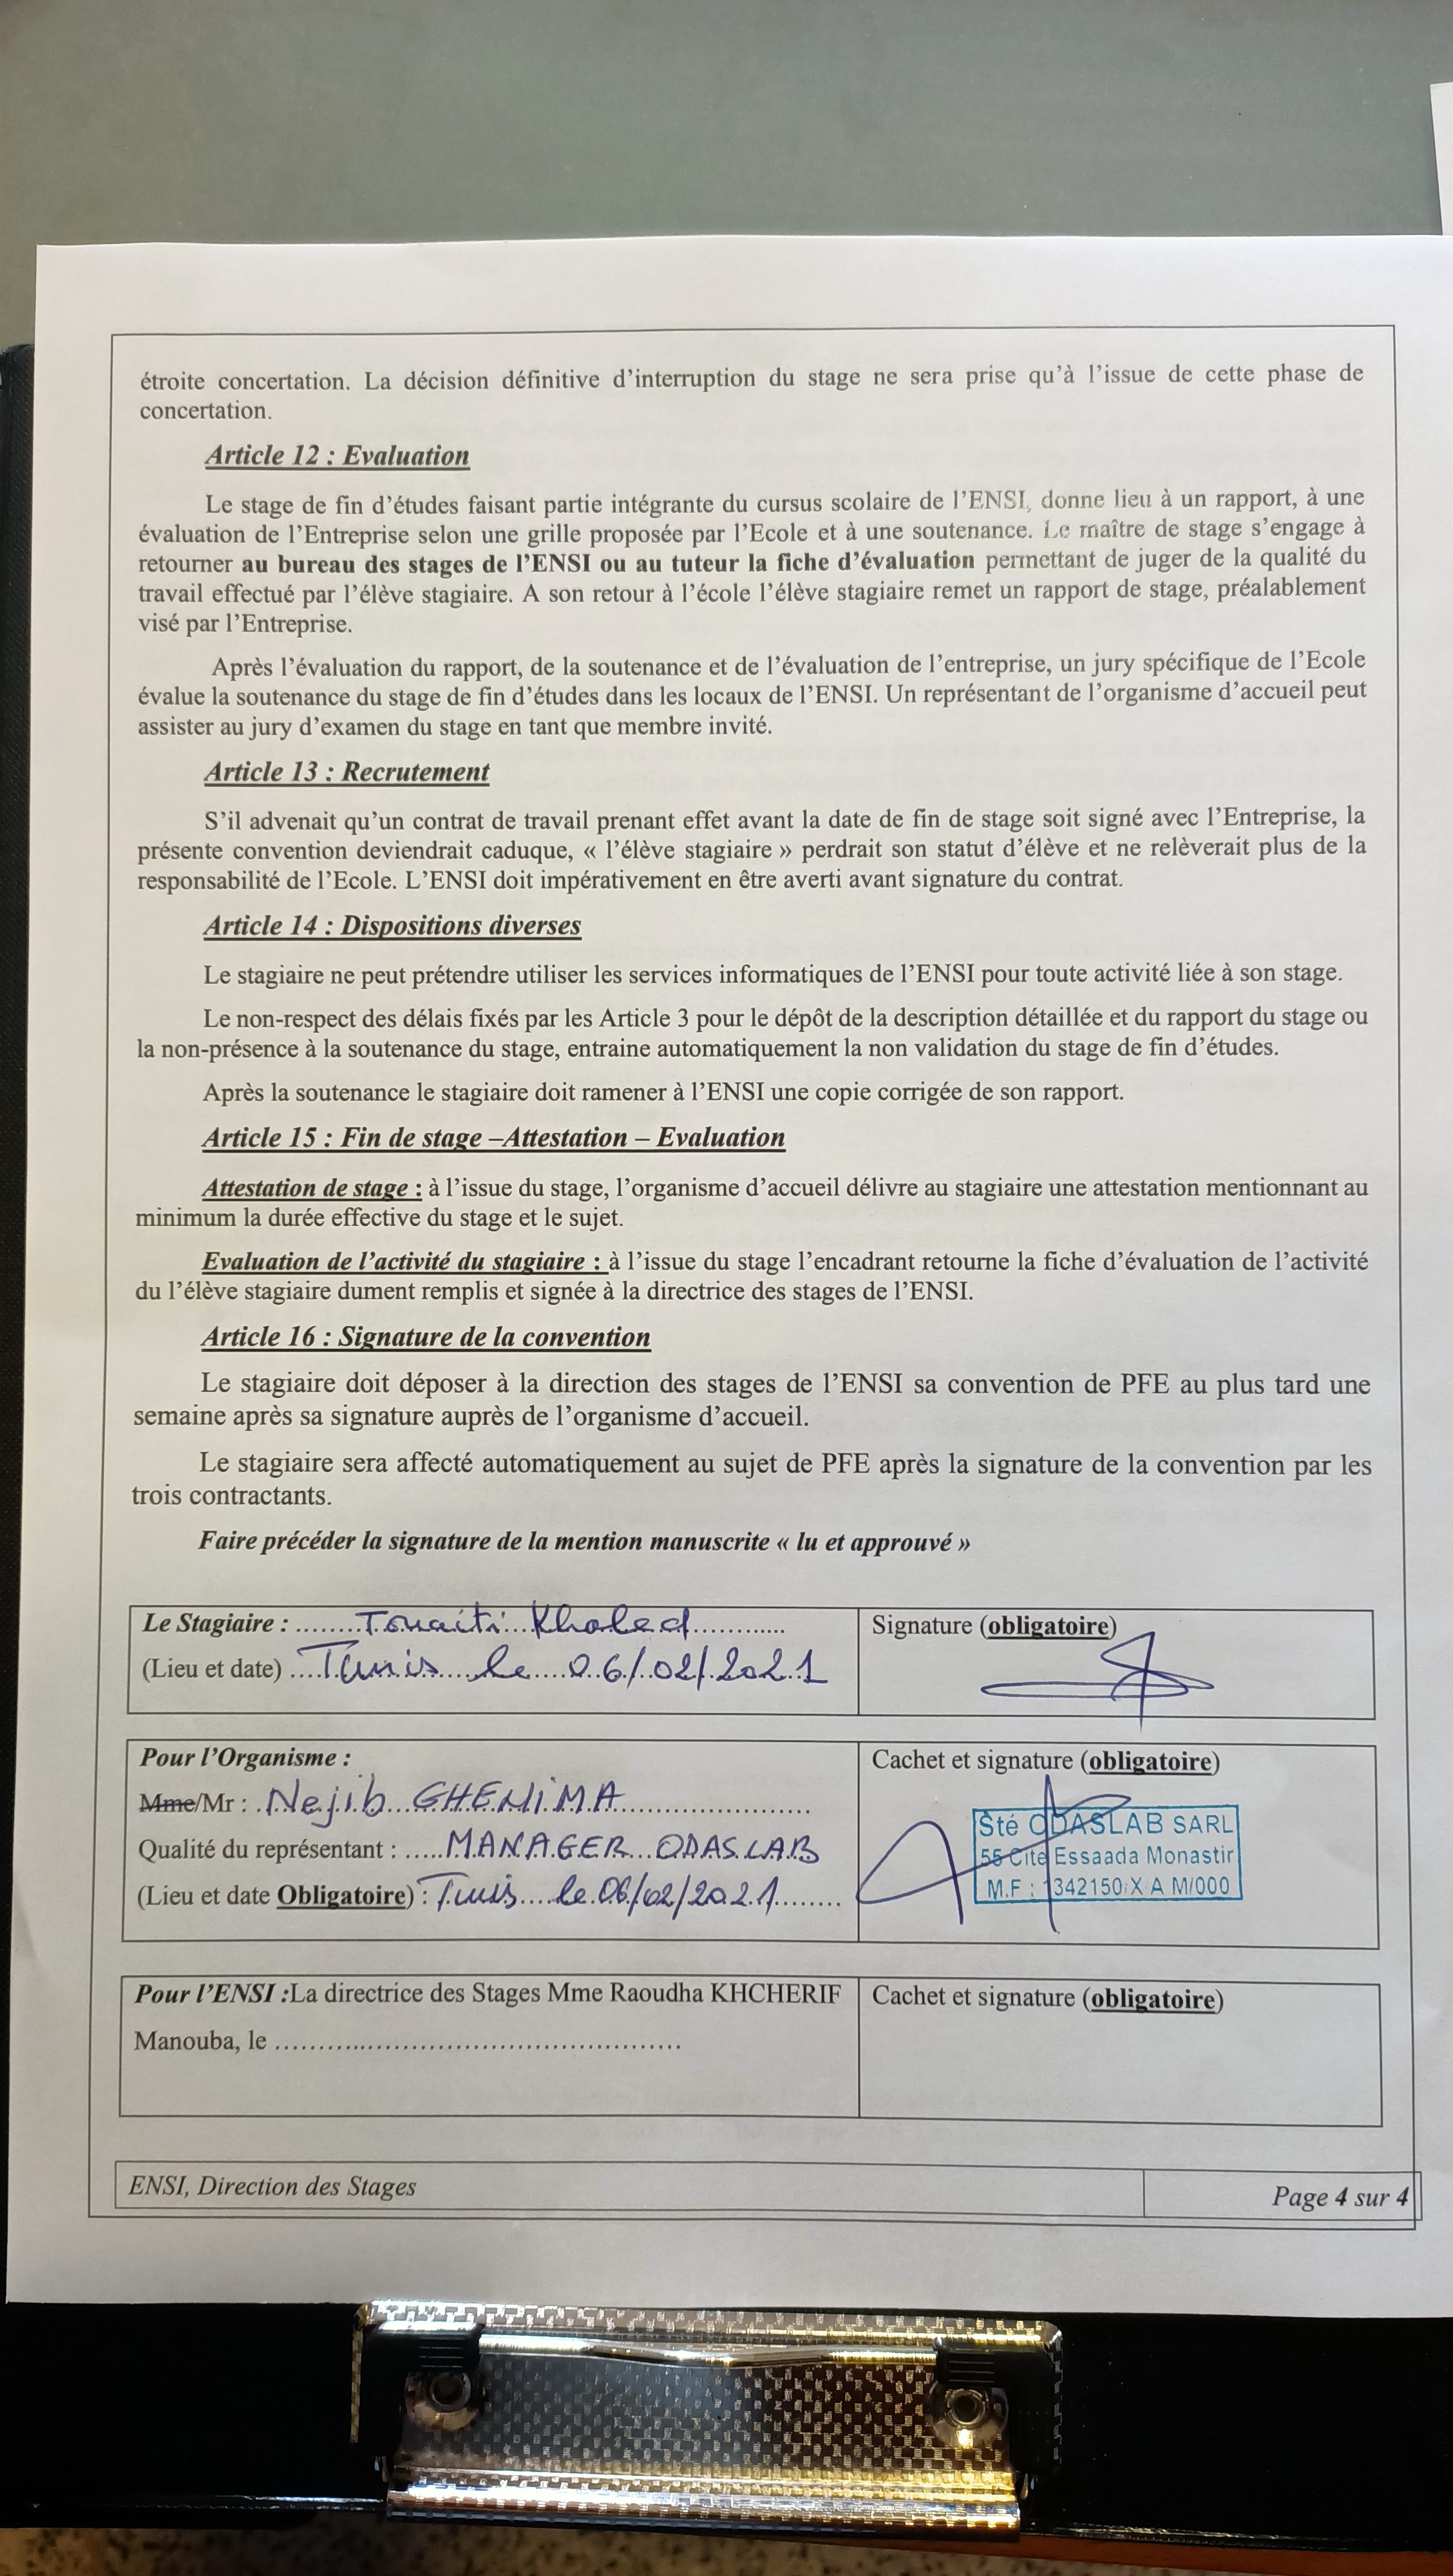 étroite concertation. La décision définitive d'interruption du stage ne sera prise qu'à l'issue de cette phase de
concertation.
Article 12 : Evaluation
Le stage de fin d'études faisant partie intégrante du cursus scolaire de l'ENSI, donne lieu à un rapport, à une
évaluation de l'Entreprise selon une grille proposée par l'Ecole et à une soutenance. Le maître de stage s'engage à
retourner au bureau des stages de l'ENSI ou au tuteur la fiche d'évaluation permettant de juger de la qualité du
travail effectué par l'élève stagiaire. A son retour à l'école l'élève stagiaire remet un rapport de stage, préalablement
visé par l'Entreprise.
Après l'évaluation du rapport, de la soutenance et de l'évaluation de l'entreprise, un jury spécifique de l'Ecole
évalue la soutenance du stage de fin d'études dans les locaux de l'ENSI. Un représentant de l'organisme d'accueil peut
assister au jury d'examen du stage en tant que membre invité.
Article 13 : Recrutement
S'il advenait qu'un contrat de travail prenant effet avant la date de fin de stage soit signé avec l'Entreprise, la
présente convention deviendrait caduque, « l'élève stagiaire » perdrait son statut d'élève et ne relèverait plus de la
responsabilité de l'Ecole. L'ENSI doit impérativement en être averti avant signature du contrat.
Article 14 : Dispositions diverses
Le stagiaire ne peut prétendre utiliser les services informatiques de l'ENSI pour toute activité liée à son stage.
Le non-respect des délais fixés par les Article 3 pour le dépôt de la description détaillée et du rapport du stage ou
la non-présence à la soutenance du stage, entraine automatiquement la non validation du stage de fin d'études.
Après la soutenance le stagiaire doit ramener à l'ENSI une copie corrigée de son rapport.
Article 15 : Fin de stage –Attestation – Evaluation
Attestation de stage : à l'issue du stage, l'organisme d'accueil délivre au stagiaire une attestation mentionnant au
minimum la durée effective du stage et le sujet.
Evaluation de l'activité du stagiaire : à l'issue du stage l'encadrant retourne la fiche d'évaluation de l'activité
du l'élève stagiaire dument remplis et signée à la directrice des stages de l'ENSI.
Article 16 : Signature de la convention
Le stagiaire doit déposer à la direction des stages de l'ENSI sa convention de PFE au plus tard une
semaine après sa signature auprès de l'organisme d'accueil.
Le stagiaire sera affecté automatiquement au sujet de PFE après la signature de la convention par les
trois contractants.
Faire précéder la signature de la mention manuscrite « lu et approuvé »
Le Stagiaire : Touaiti Khaled
(Lieu et date) Tunis le 06/02/2021
Signature (obligatoire)
Pour l'Organisme :
Mme/Mr : Nejib GHENIMA
Qualité du représentant : MANAGER ODASLAB
(Lieu et date Obligatoire) : Tunis le 06/02/2021
Cachet et signature (obligatoire)
Sté ODASLAB SARL
55 Cité Essaada Monastir
M.F : 1342150 X A M/000
Pour l'ENSI :La directrice des Stages Mme Raoudha KHCHERIF
Manouba, le ..................................................
Cachet et signature (obligatoire)
ENSI, Direction des Stages
Page 4 sur 4